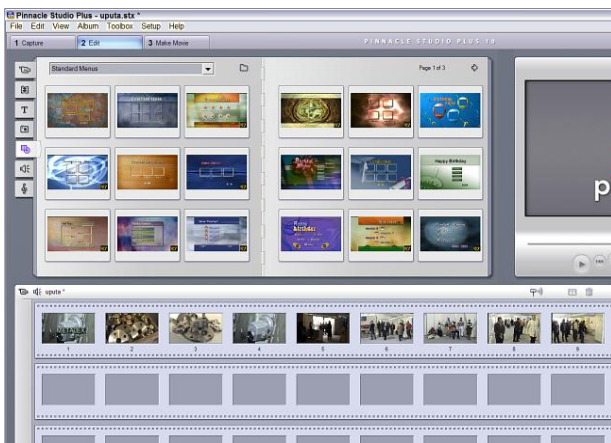 Pinnacle Studio Plus - uputa.stx *
File Edit View Album Toolbox Setup Help
1 Capture 2 Edit 3 Make Movie PINNACLE STUDIO PLUS 10
Standard Menus Page 1 of 3
Happy Birthday
Birthday
p
uputa *
METALEX
1 2 3 4 5 6 7 8 9